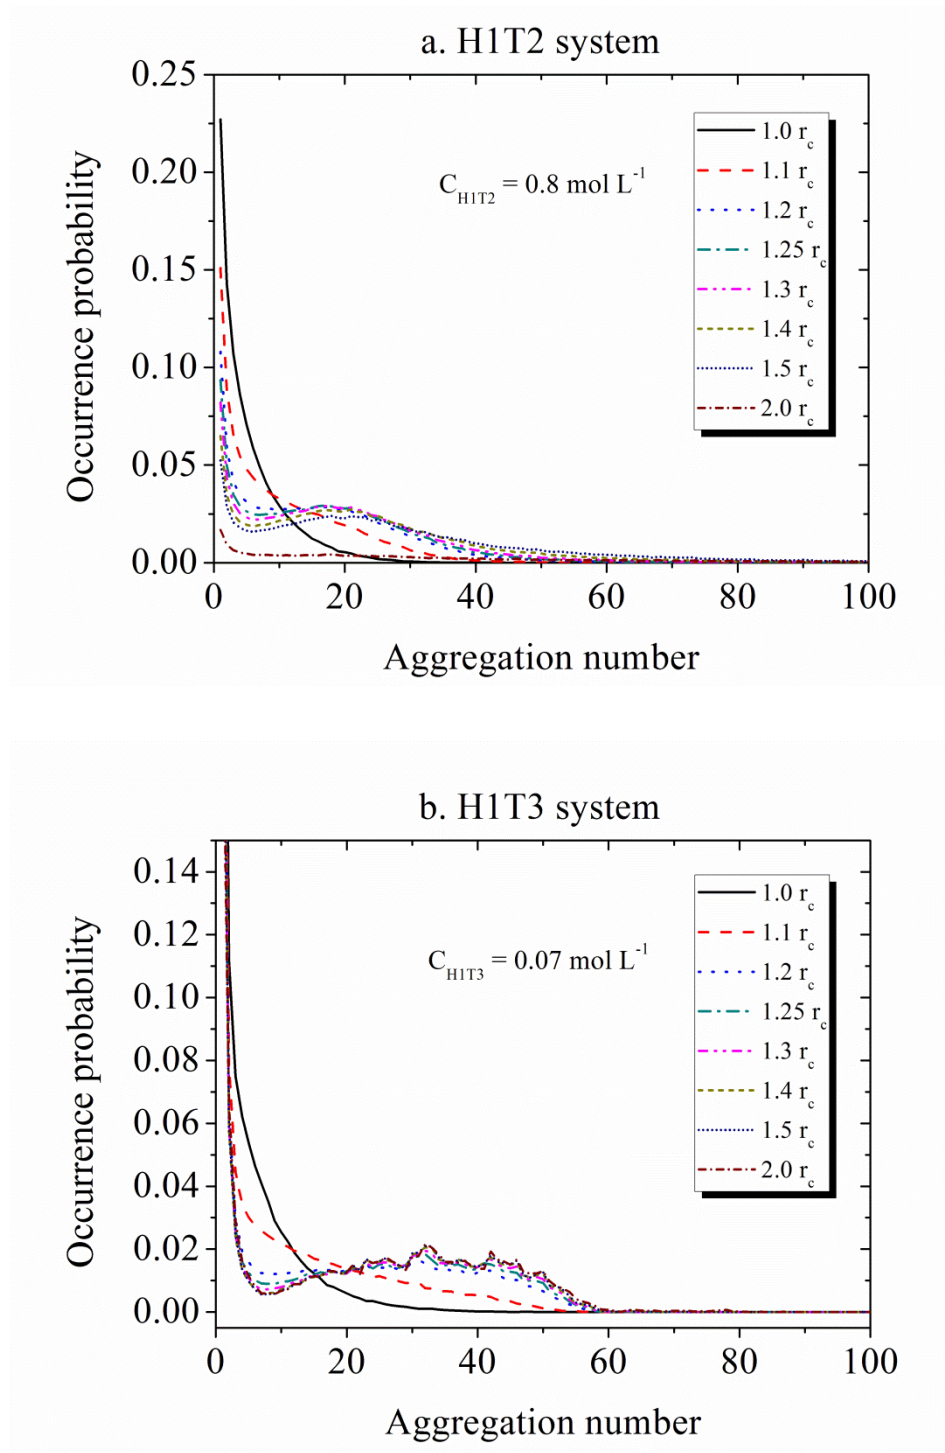 a. H1T2 system
0.25
0.20
0.15
0.10
0.05
0.00
Occurrence probability
C_H1T2 = 0.8 mol L^-1
1.0 r_c
1.1 r_c
1.2 r_c
1.25 r_c
1.3 r_c
1.4 r_c
1.5 r_c
2.0 r_c
0 20 40 60 80 100
Aggregation number
b. H1T3 system
0.14
0.12
0.10
0.08
0.06
0.04
0.02
0.00
Occurrence probability
C_H1T3 = 0.07 mol L^-1
1.0 r_c
1.1 r_c
1.2 r_c
1.25 r_c
1.3 r_c
1.4 r_c
1.5 r_c
2.0 r_c
0 20 40 60 80 100
Aggregation number